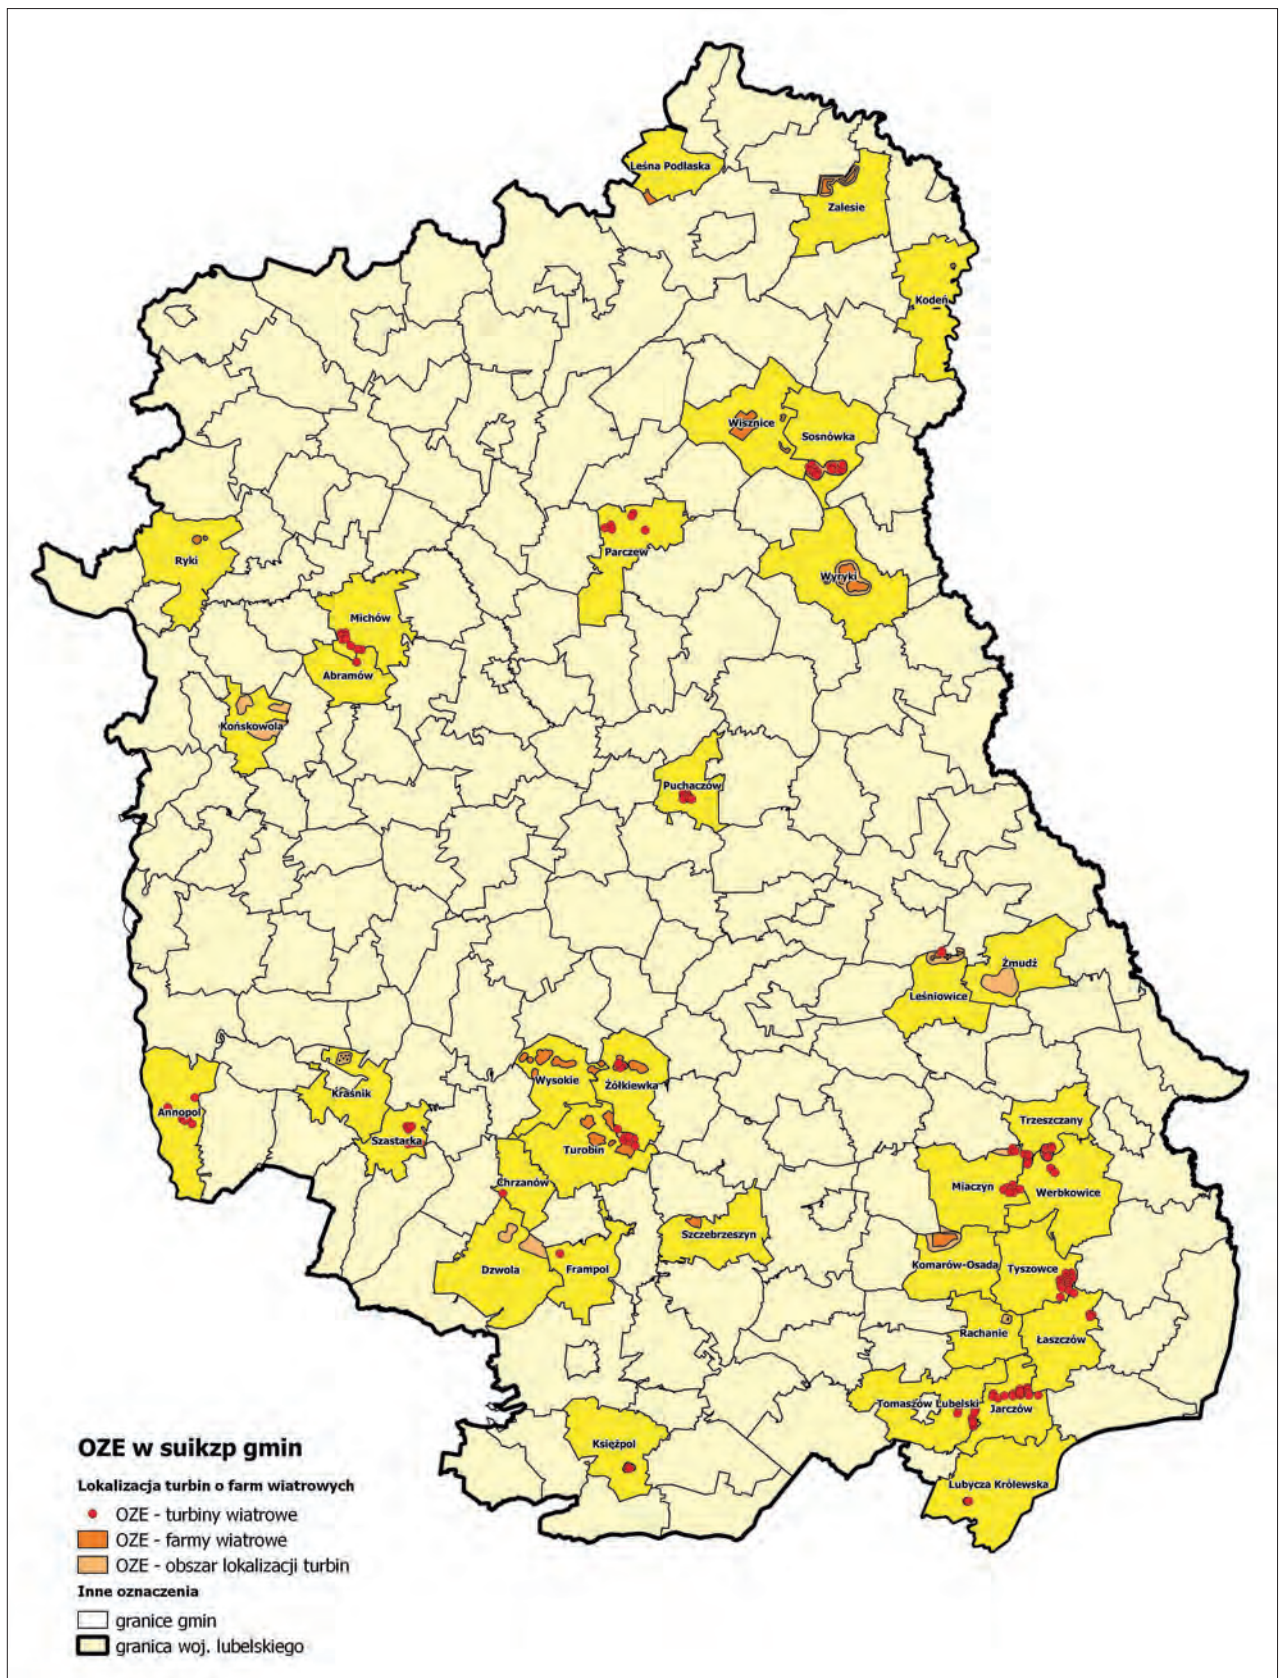 Leśna Podlaska
Zalesie
Kodeń
Wisznice
Sosnówka
Parczew
Ryki
Wyryki
Michów
Abramów
Końskowola
Puchaczów
Żmudź
Leśniowice
Wysokie
Żółkiewka
Kraśnik
Annopol
Szastarka
Trzeszczany
Turobin
Chrzanów
Miaczyn
Werbkowice
Szczebrzeszyn
Komarów-Osada
Tyszowce
Dzwola
Frampol
Rachanie
Łaszczów
Tomaszów Lubelski
Jarczów
Księżpol
Lubycza Królewska
OZE w suikzp gmin
Lokalizacja turbin o farm wiatrowych
OZE - turbiny wiatrowe
OZE - farmy wiatrowe
OZE - obszar lokalizacji turbin
Inne oznaczenia
granice gmin
granica woj. lubelskiego